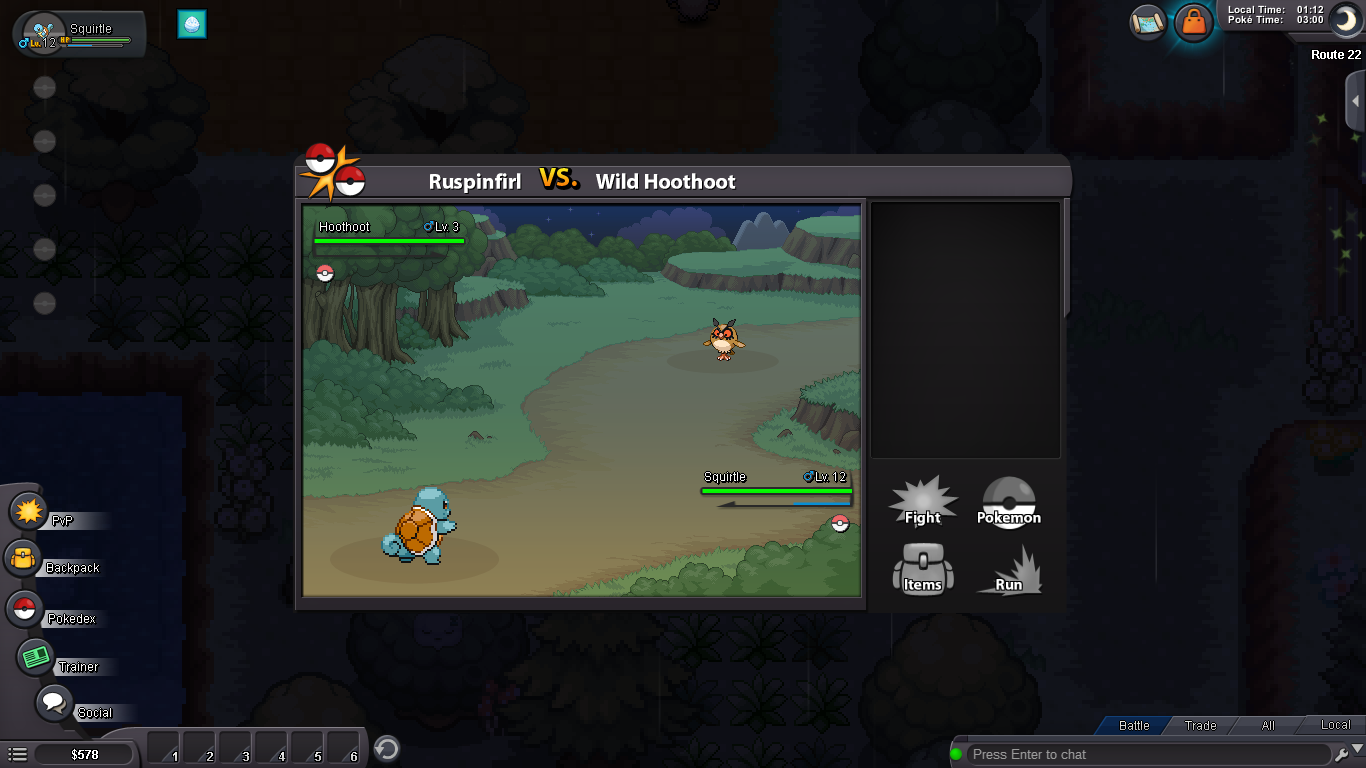 Squirtle
Lv.12 HP
Local Time: 01:12
Poké Time: 03:00
Route 22
Ruspinfirl VS. Wild Hoothoot
Hoothoot Lv. 3
Squirtle Lv. 12
Fight
Pokemon
Items
Run
PvP
Backpack
Pokedex
Trainer
Social
$578
1 2 3 4 5 6
Battle Trade All Local
Press Enter to chat